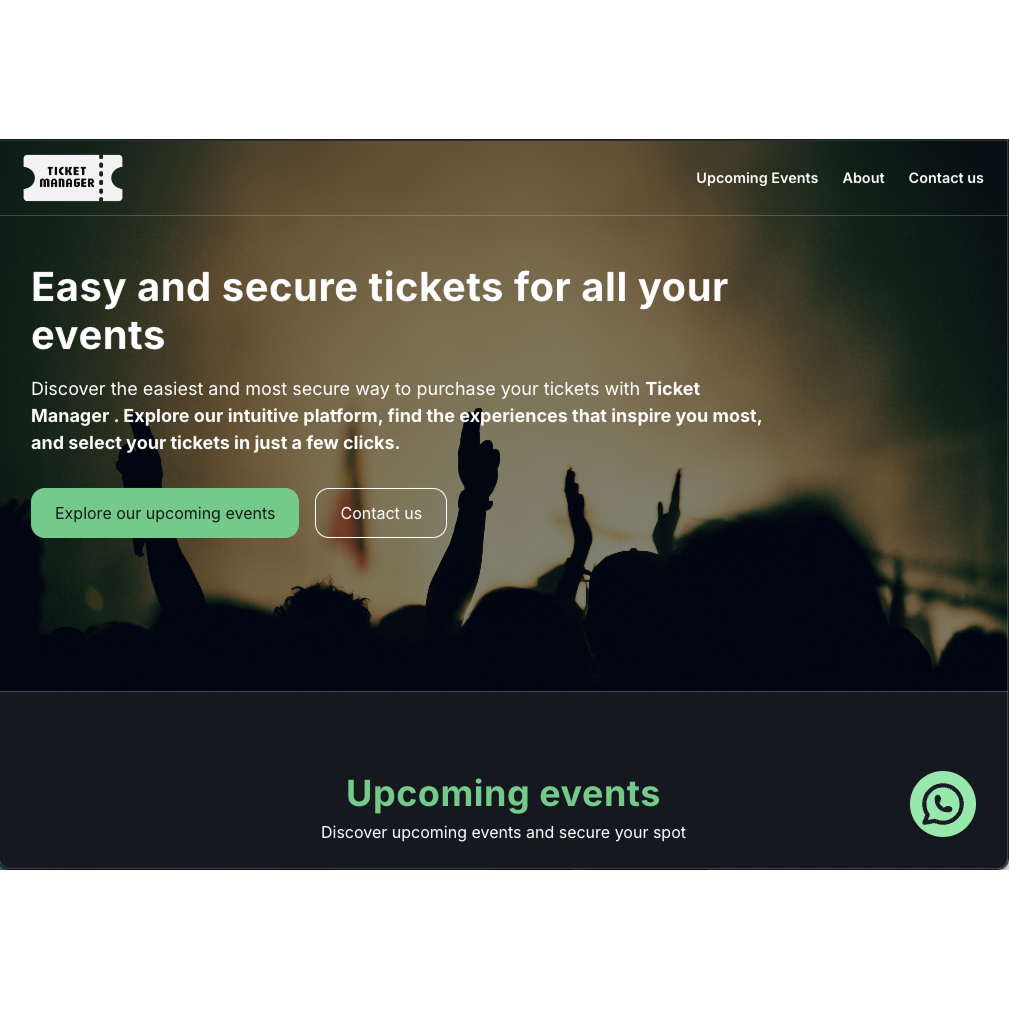 TICKET
MANAGER
Upcoming Events About Contact us
Easy and secure tickets for all your
events
Discover the easiest and most secure way to purchase your tickets with Ticket
Manager . Explore our intuitive platform, find the experiences that inspire you most,
and select your tickets in just a few clicks.
Explore our upcoming events Contact us
Upcoming events
Discover upcoming events and secure your spot